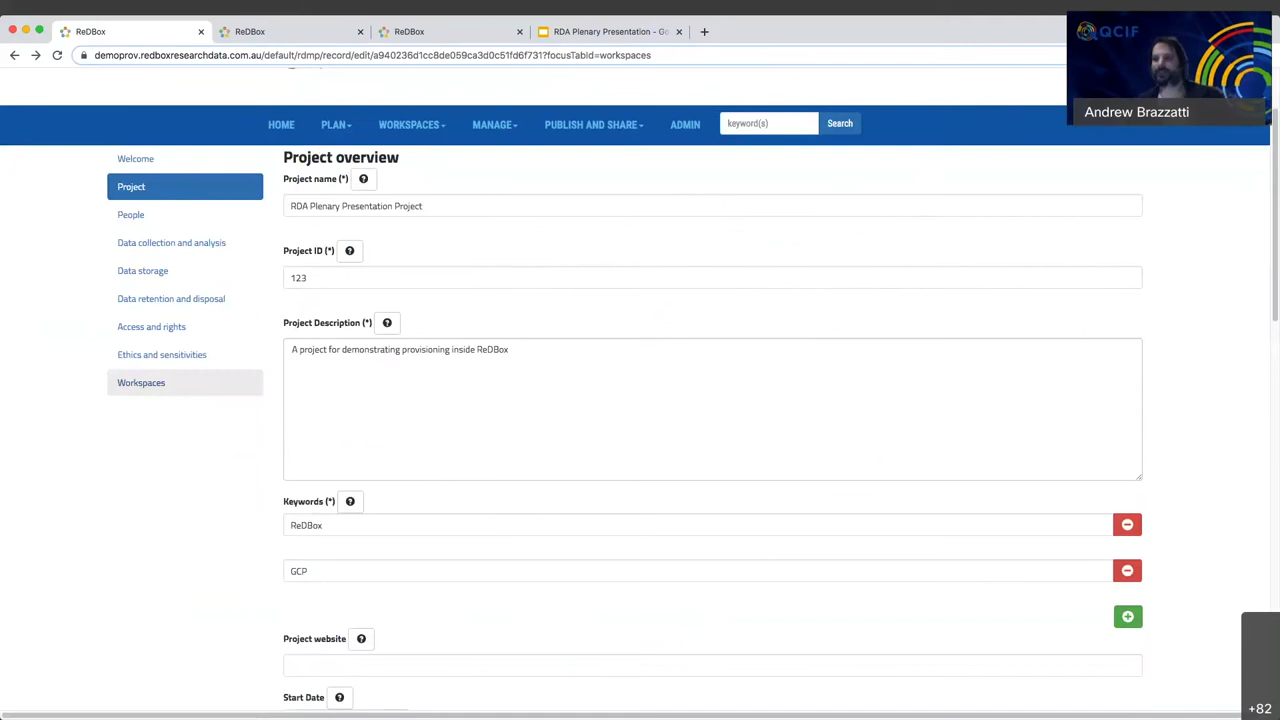 ReDBox
ReDBox
ReDBox
RDA Plenary Presentation - Go
demoprov.redboxresearchdata.com.au/default/rdmp/record/edit/a940236d1cc8de059ca3d0c51fd6f731?focusTabId=workspaces
QCIF
Andrew Brazzatti
HOME
PLAN
WORKSPACES
MANAGE
PUBLISH AND SHARE
ADMIN
keyword(s)
Search
Welcome
Project
People
Data collection and analysis
Data storage
Data retention and disposal
Access and rights
Ethics and sensitivities
Workspaces
Project overview
Project name (*)
RDA Plenary Presentation Project
Project ID (*)
123
Project Description (*)
A project for demonstrating provisioning inside ReDBox
Keywords (*)
ReDBox
GCP
Project website
Start Date
+82